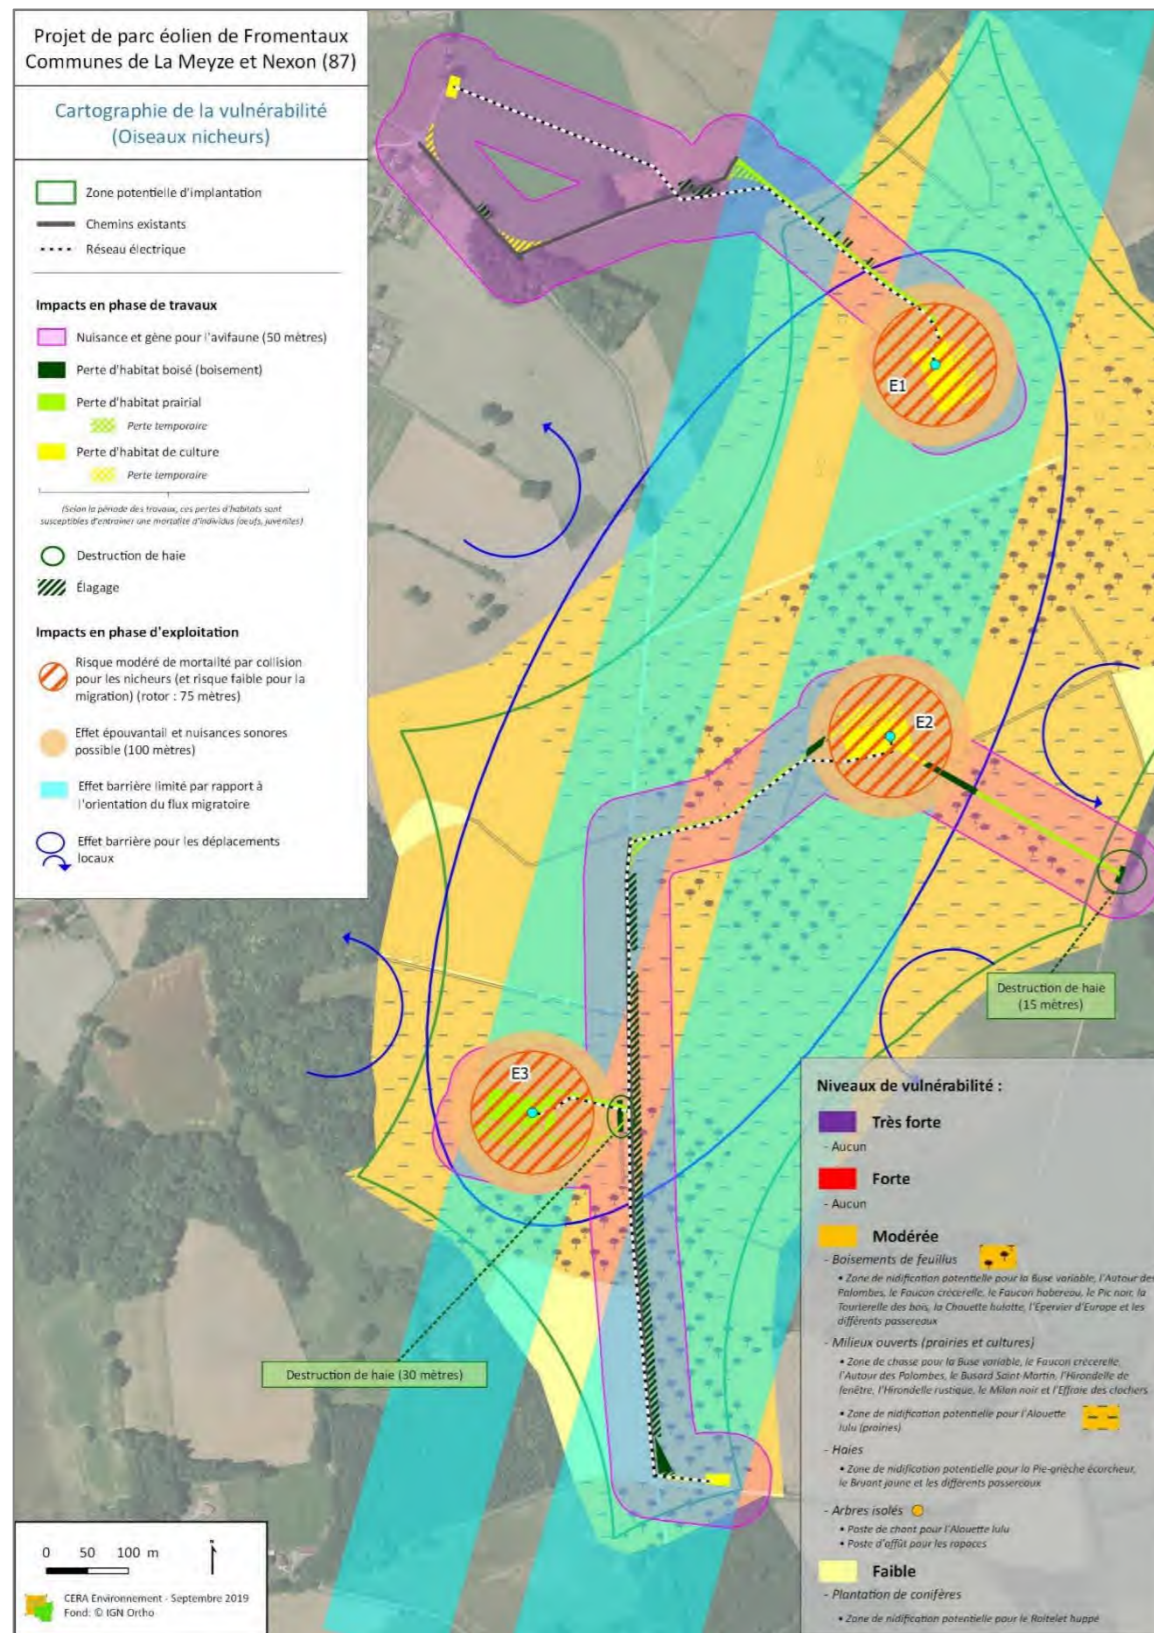 Projet de parc éolien de Fromentaux
Communes de La Meyze et Nexon (87)
Cartographie de la vulnérabilité
(Oiseaux nicheurs)
Zone potentielle d'implantation
Chemins existants
Réseau électrique
Impacts en phase de travaux
Nuisance et gêne pour l'avifaune (50 mètres)
Perte d'habitat boisé (boisement)
Perte d'habitat prairial
Perte temporaire
Perte d'habitat de culture
Perte temporaire
(Selon la période des travaux, ces pertes d'habitats sont
susceptibles d'entrainer une mortalité d'individus (oeufs, juvéniles)
Destruction de haie
Élagage
Impacts en phase d'exploitation
Risque modéré de mortailté par collision
pour les nicheurs (et risque faible pour la
migration) (rotor : 75 mètres)
Effet épouvantail et nuisances sonores
possible (100 mètres)
Effet barrière limité par rapport à
l'orientation du flux migratoire
Effet barrière pour les déplacements
locaux
E1
E2
E3
Destruction de haie
(15 mètres)
Destruction de haie (30 mètres)
Niveaux de vulnérabilité :
Très forte
- Aucun
Forte
- Aucun
Modérée
- Boisements de feuillus
• Zone de nidification potentielle pour la Buse variable, l'Autour des
Palombes, le Faucon crécerelle, le Faucon hobereau, le Pic noir, la
Tourterelle des bois, la Chouette hulotte, l'Epervier d'Europe et les
différents passereaux
- Milieux ouverts (prairies et cultures)
• Zone de chasse pour la Buse variable, le Faucon crécerelle,
l'Autour des Palombes, le Busard Saint-Martin, l'Hirondelle de
fenêtre, l'Hirondelle rustique, le Milan noir et l'Effraie des clochers
• Zone de nidification potentielle pour l'Alouette
lulu (prairies)
- Haies
• Zone de nidification potentielle pour la Pie-grièche écorcheur,
le Bruant jaune et les différents passereaux
- Arbres isolés
• Poste de chant pour l'Alouette lulu
• Poste d'affût pour les rapaces
Faible
- Plantation de conifères
• Zone de nidification potentielle pour le Roitelet huppé
0 50 100 m
CERA Environnement - Septembre 2019
Fond: © IGN Ortho